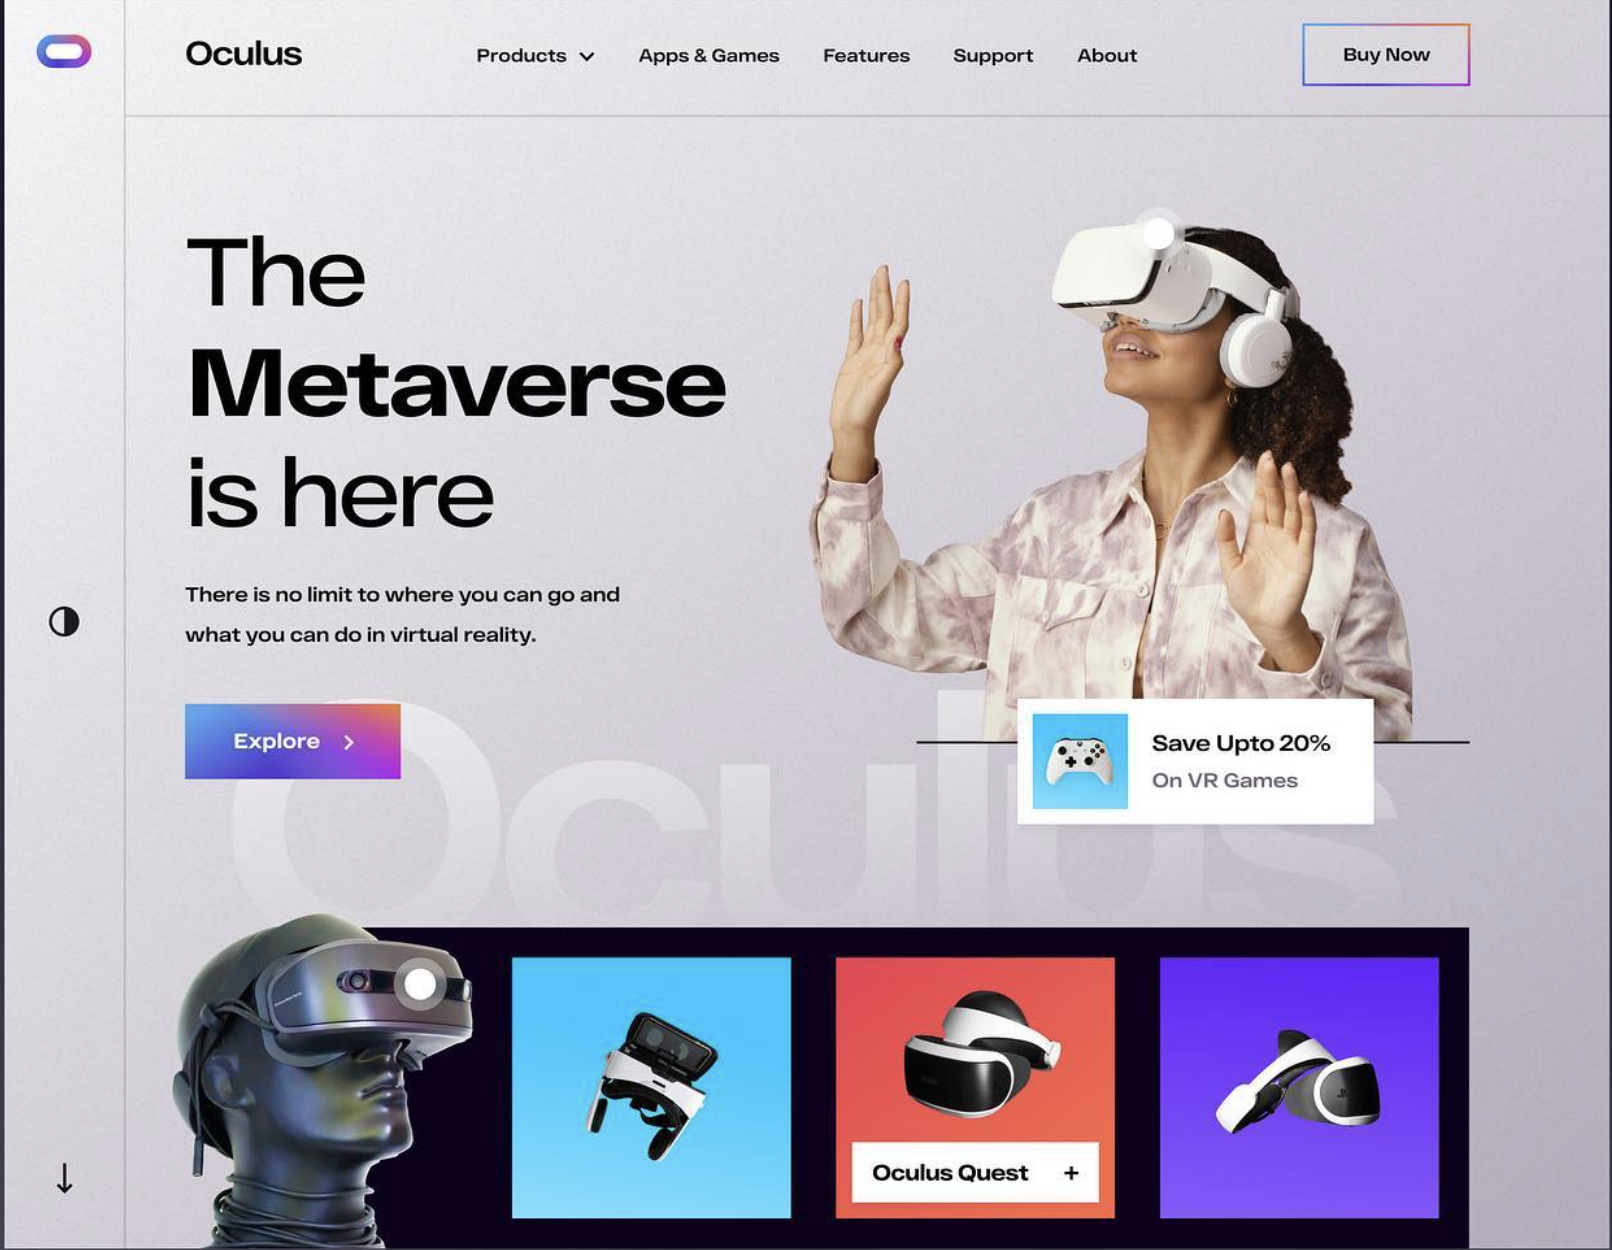 Oculus
Products
Apps & Games
Features
Support
About
Buy Now
The
Metaverse
is here
There is no limit to where you can go and
what you can do in virtual reality.
Explore
Save Upto 20%
On VR Games
Oculus
Oculus Quest +